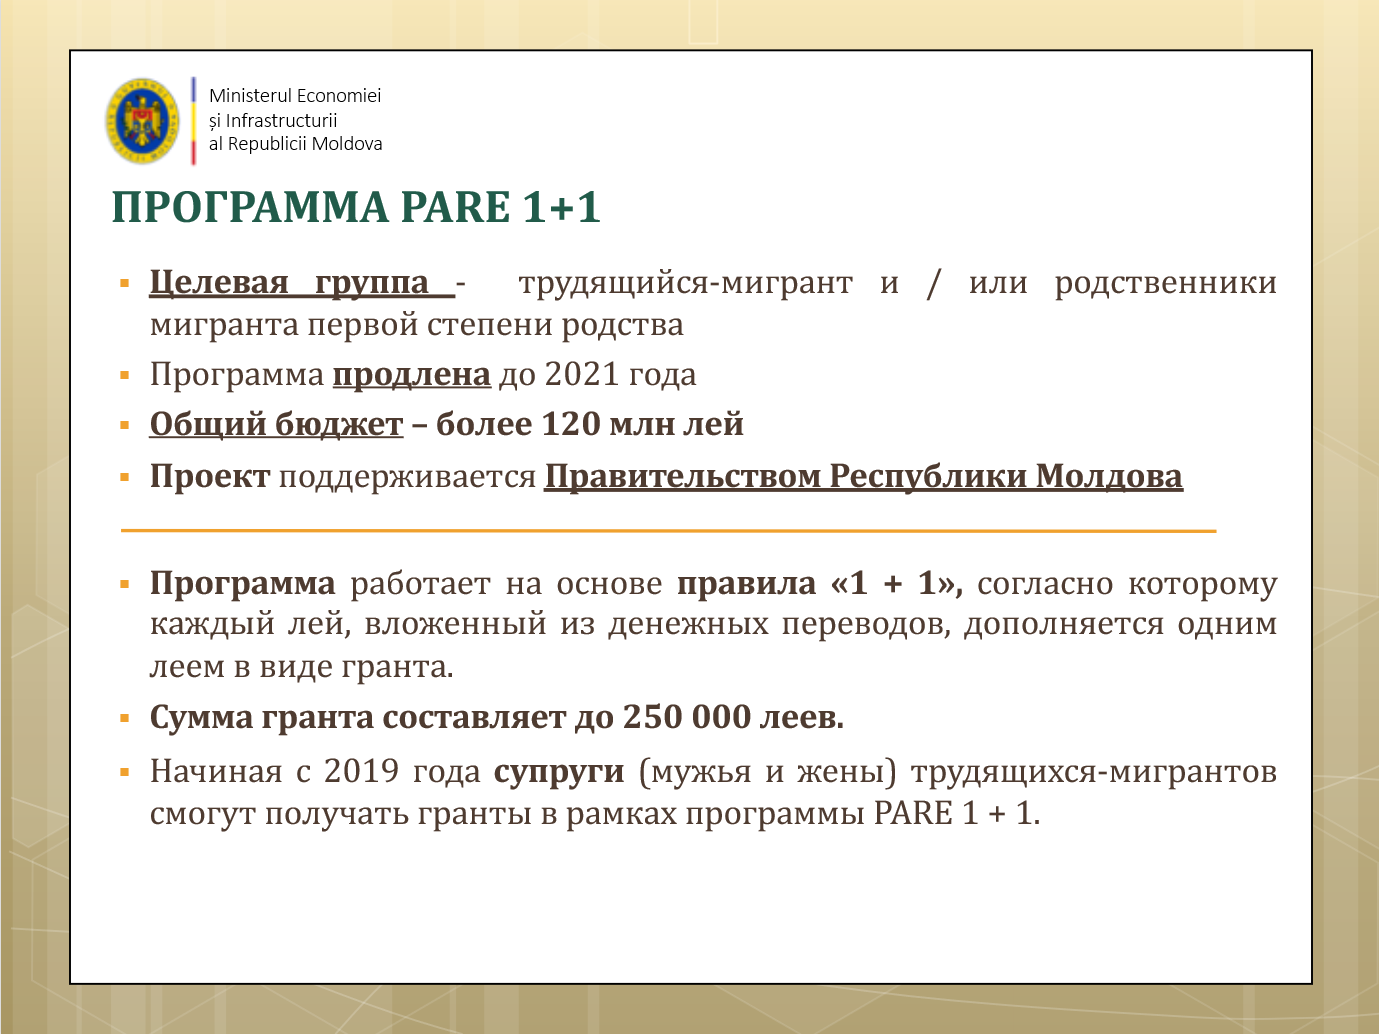 Ministerul Economiei
și Infrastructurii
al Republicii Moldova
ПРОГРАММА PARE 1+1
▪ Целевая группа - трудящийся-мигрант и / или родственники
мигранта первой степени родства
▪ Программа продлена до 2021 года
▪ Общий бюджет – более 120 млн лей
▪ Проект поддерживается Правительством Республики Молдова
▪ Программа работает на основе правила «1 + 1», согласно которому
каждый лей, вложенный из денежных переводов, дополняется одним
леем в виде гранта.
▪ Сумма гранта составляет до 250 000 леев.
▪ Начиная с 2019 года супруги (мужья и жены) трудящихся-мигрантов
смогут получать гранты в рамках программы PARE 1 + 1.